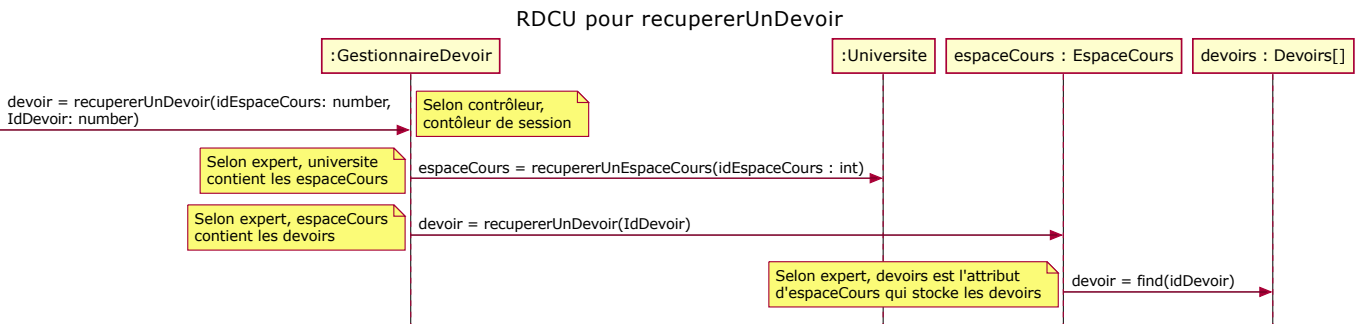 RDCU pour recupererUnDevoir
:GestionnaireDevoir
:Universite
espaceCours : EspaceCours
devoirs : Devoirs[]
devoir = recupererUnDevoir(idEspaceCours: number,
IdDevoir: number)
Selon contrôleur,
contôleur de session
Selon expert, universite
contient les espaceCours
espaceCours = recupererUnEspaceCours(idEspaceCours : int)
Selon expert, espaceCours
contient les devoirs
devoir = recupererUnDevoir(IdDevoir)
Selon expert, devoirs est l'attribut
d'espaceCours qui stocke les devoirs
devoir = find(idDevoir)